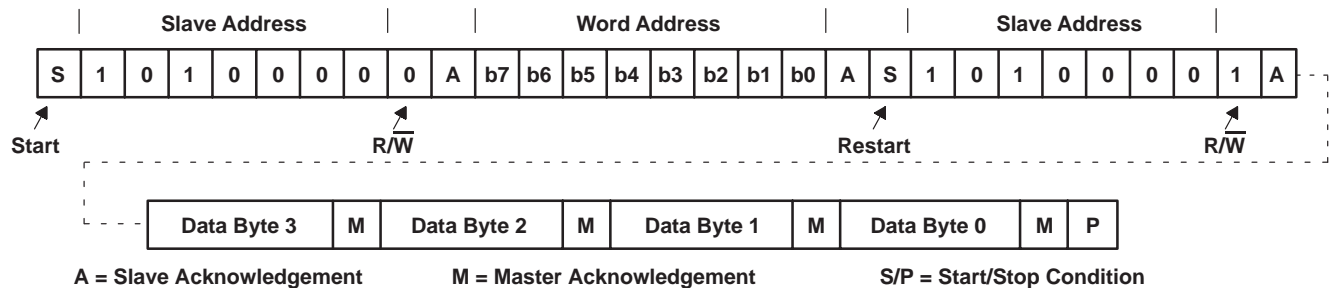 Slave Address Word Address Slave Address
S 1 0 1 0 0 0 0 0 A b7 b6 b5 b4 b3 b2 b1 b0 A S 1 0 1 0 0 0 0 1 A
Start R/W̅ Restart R/W̅
Data Byte 3 M Data Byte 2 M Data Byte 1 M Data Byte 0 M P
A = Slave Acknowledgement M = Master Acknowledgement S/P = Start/Stop Condition